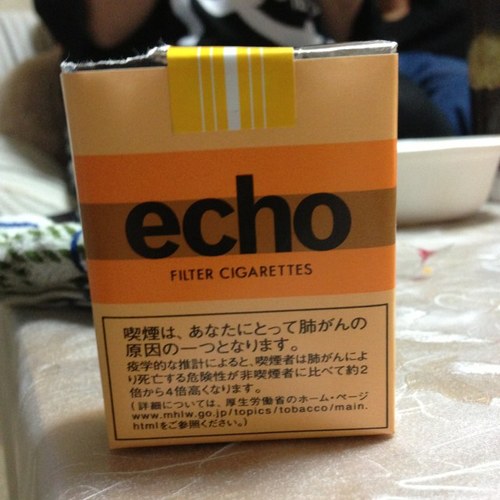 echo
FILTER CIGARETTES
喫煙は、あなたにとって肺がんの
原因の一つとなります。
疫学的な推計によると、喫煙者は肺がんによ
り死亡する危険性が非喫煙者に比べて約2
倍から4倍高くなります。
(詳細については、厚生労働省のホーム・ページ
www.mhlw.go.jp/topics/tobacco/main.
htmlをご参照ください。)